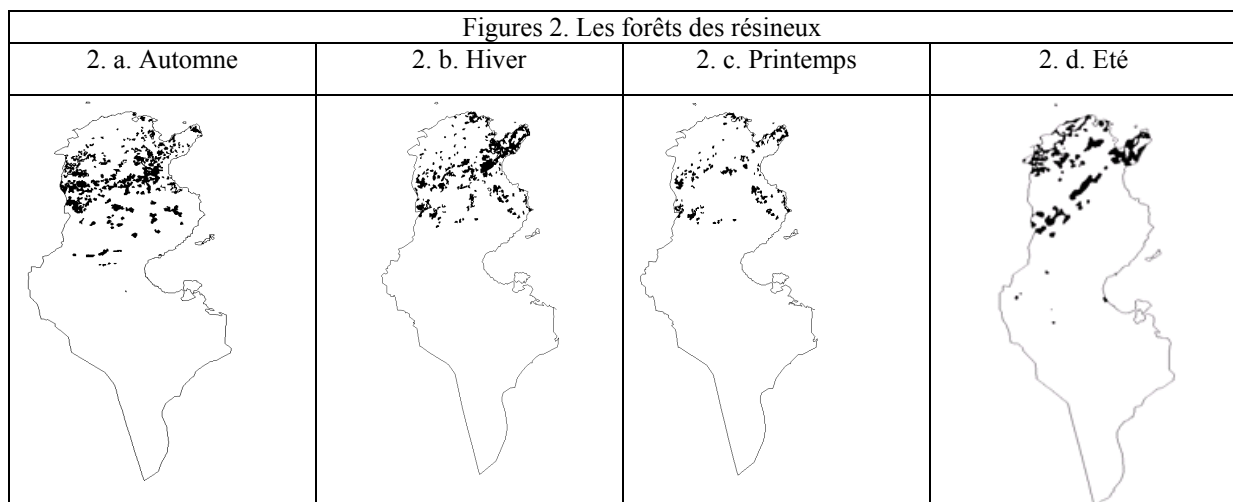 Figures 2. Les forêts des résineux
2. a. Automne
2. b. Hiver
2. c. Printemps
2. d. Eté